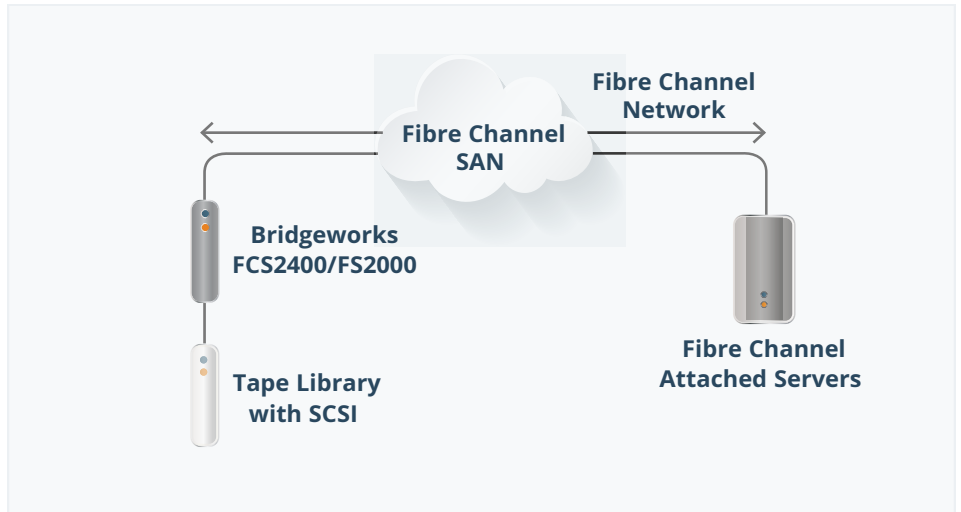 Fibre Channel
Network
Fibre Channel
SAN
Bridgeworks
FCS2400/FS2000
Fibre Channel
Attached Servers
Tape Library
with SCSI